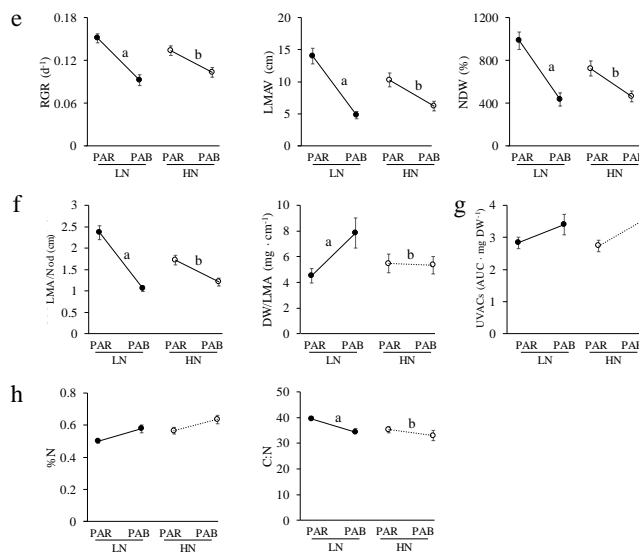 e
RGR (d⁻¹)
0.18
0.12
0.06
0
a
b
PAR PAB PAR PAB
LN HN
LMAV (cm)
20
15
10
5
0
a
b
PAR PAB PAR PAB
LN HN
NDW (%)
1200
800
400
0
a
b
PAR PAB PAR PAB
LN HN
f
LMA/Nod (cm)
2.5
2
1.5
1
0.5
0
a
b
PAR PAB PAR PAB
LN HN
DW/LMA (mg · cm⁻¹)
10
8
6
4
2
0
a
b
PAR PAB PAR PAB
LN HN
g
UVACs (AUC · mg DW⁻¹)
4
3
2
1
0
PAR PAB PAR PAB
LN HN
h
%N
0.8
0.6
0.4
0.2
0
PAR PAB PAR PAB
LN HN
C:N
50
40
30
20
10
0
a
b
PAR PAB PAR PAB
LN HN